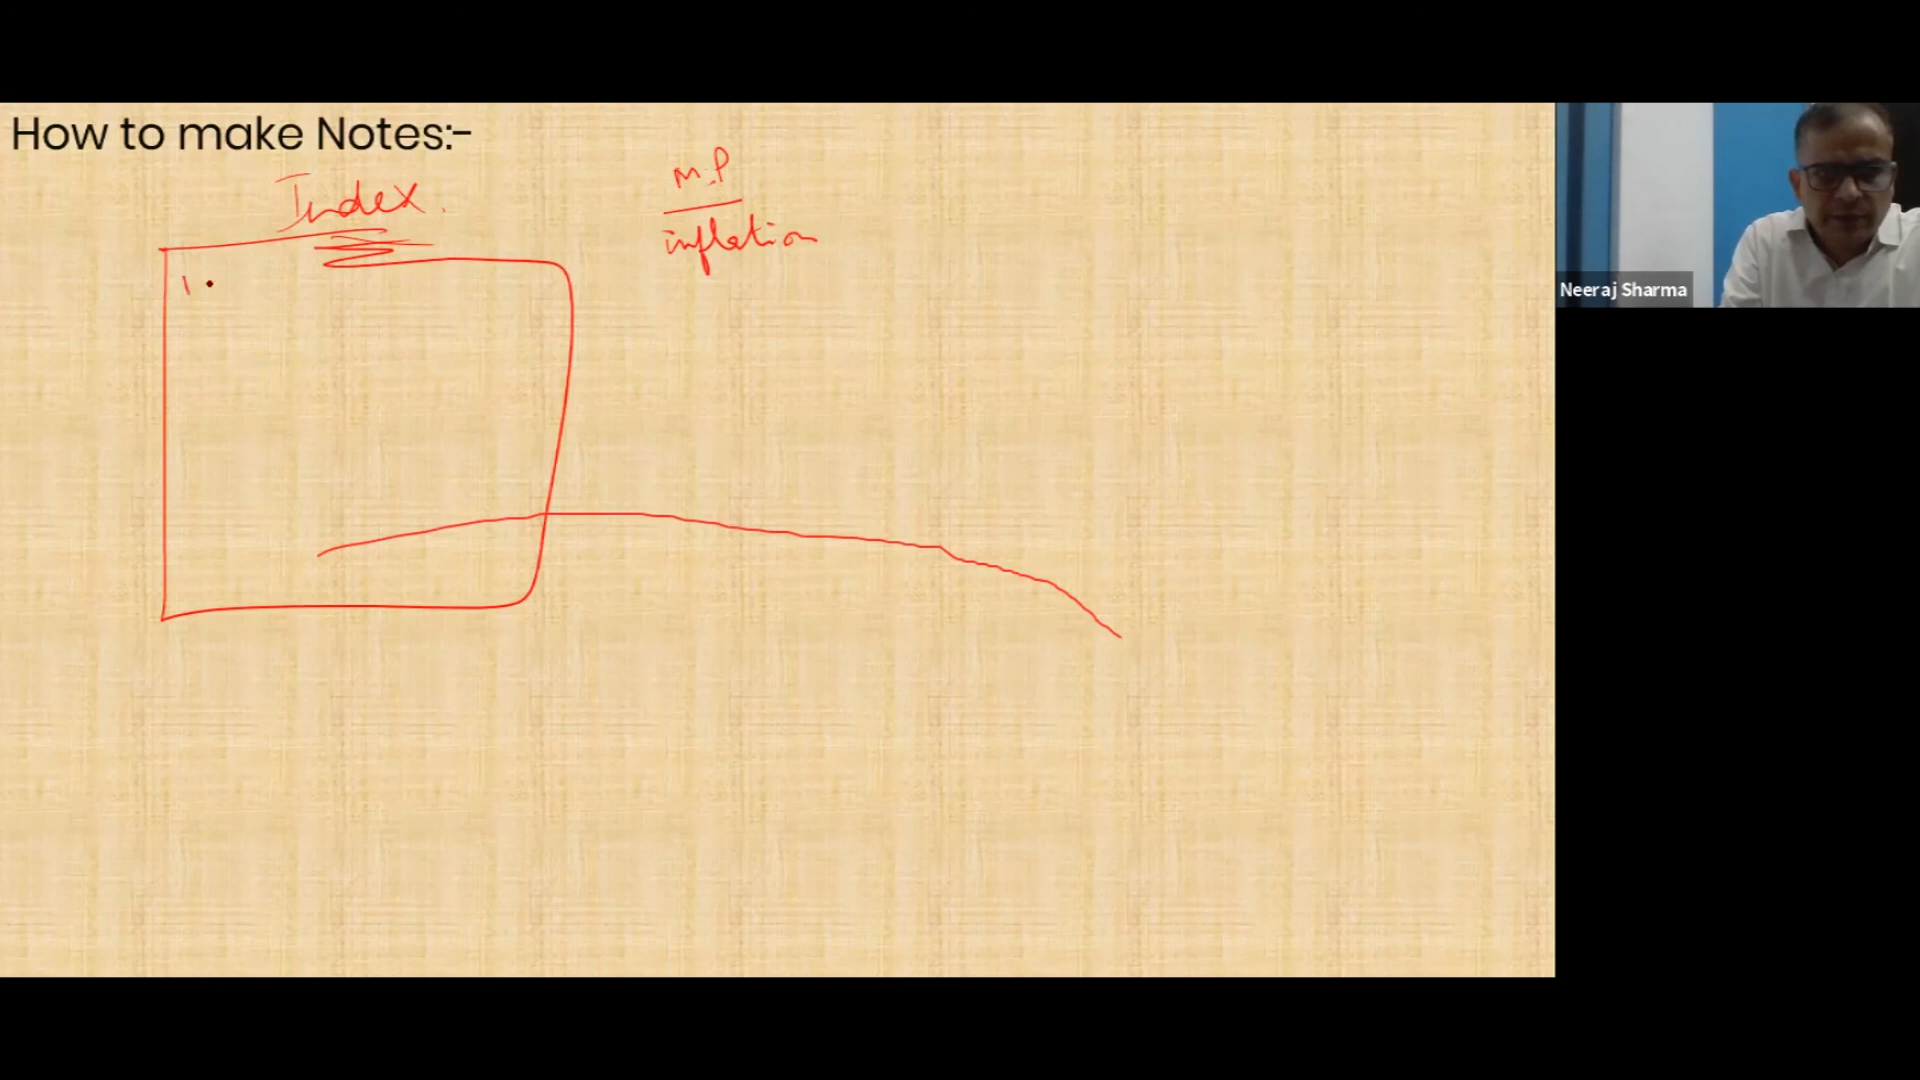 How to make Notes:-
Index.
M.P
inflation
1
Neeraj Sharma